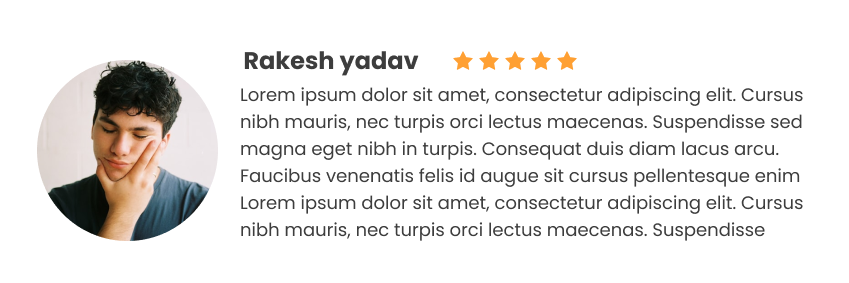 Rakesh yadav
Lorem ipsum dolor sit amet, consectetur adipiscing elit. Cursus
nibh mauris, nec turpis orci lectus maecenas. Suspendisse sed
magna eget nibh in turpis. Consequat duis diam lacus arcu.
Faucibus venenatis felis id augue sit cursus pellentesque enim
Lorem ipsum dolor sit amet, consectetur adipiscing elit. Cursus
nibh mauris, nec turpis orci lectus maecenas. Suspendisse